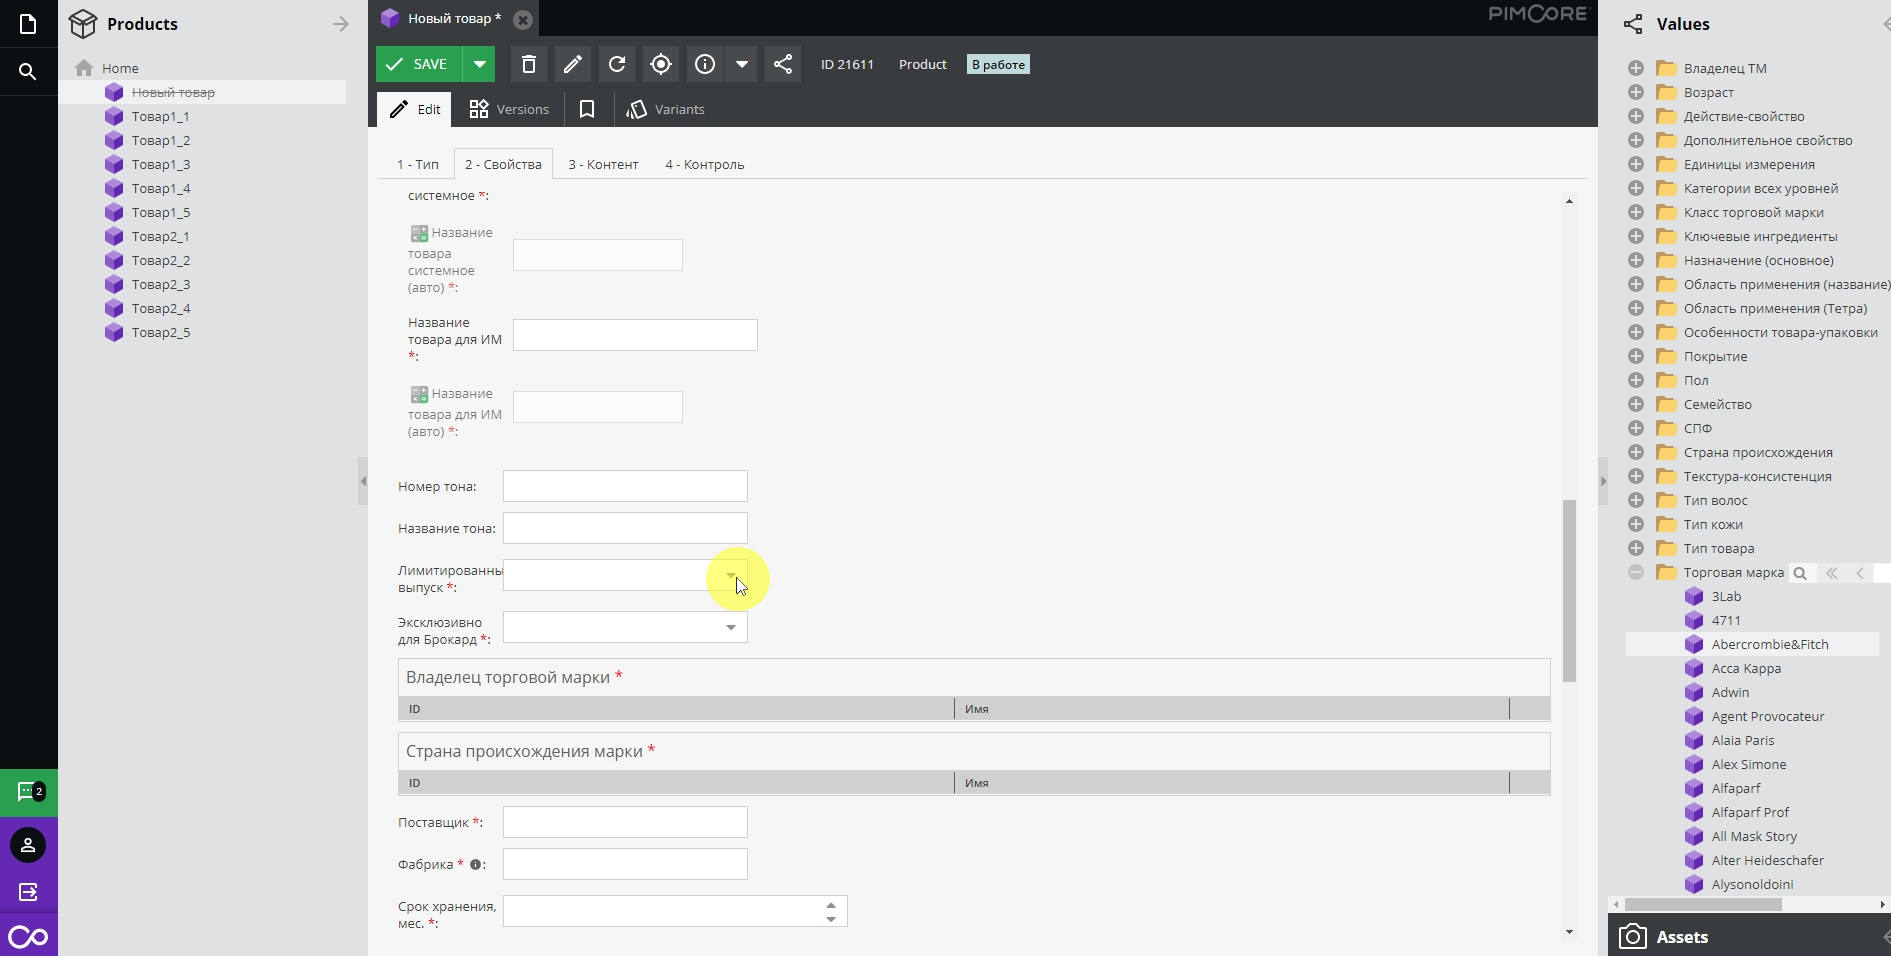 Products
Home
Новый товар
Товар1_1
Товар1_2
Товар1_3
Товар1_4
Товар1_5
Товар2_1
Товар2_2
Товар2_3
Товар2_4
Товар2_5
2
Новый товар *
PIMCORE
SAVE
ID 21611
Product
В работе
Edit
Versions
Variants
1 - Тип
2 - Свойства
3 - Контент
4 - Контроль
системное *:
Название
товара
системное
(авто) *:
Название
товара для ИМ
*:
Название
товара для ИМ
(авто) *:
Номер тона:
Название тона:
Лимитированны
выпуск *:
Эксклюзивно
для Брокард *:
Владелец торговой марки *
ID
Имя
Страна происхождения марки *
ID
Имя
Поставщик *:
Фабрика * :
Срок хранения,
мес. *:
Values
Владелец ТМ
Возраст
Действие-свойство
Дополнительное свойство
Единицы измерения
Категории всех уровней
Класс торговой марки
Ключевые ингредиенты
Назначение (основное)
Область применения (название)
Область применения (Тетра)
Особенности товара-упаковки
Покрытие
Пол
Семейство
СПФ
Страна происхождения
Текстура-консистенция
Тип волос
Тип кожи
Тип товара
Торговая марка
3Lab
4711
Abercrombie&Fitch
Acca Kappa
Adwin
Agent Provocateur
Alaia Paris
Alex Simone
Alfaparf
Alfaparf Prof
All Mask Story
Alter Heideschafer
Alysonoldoini
Assets